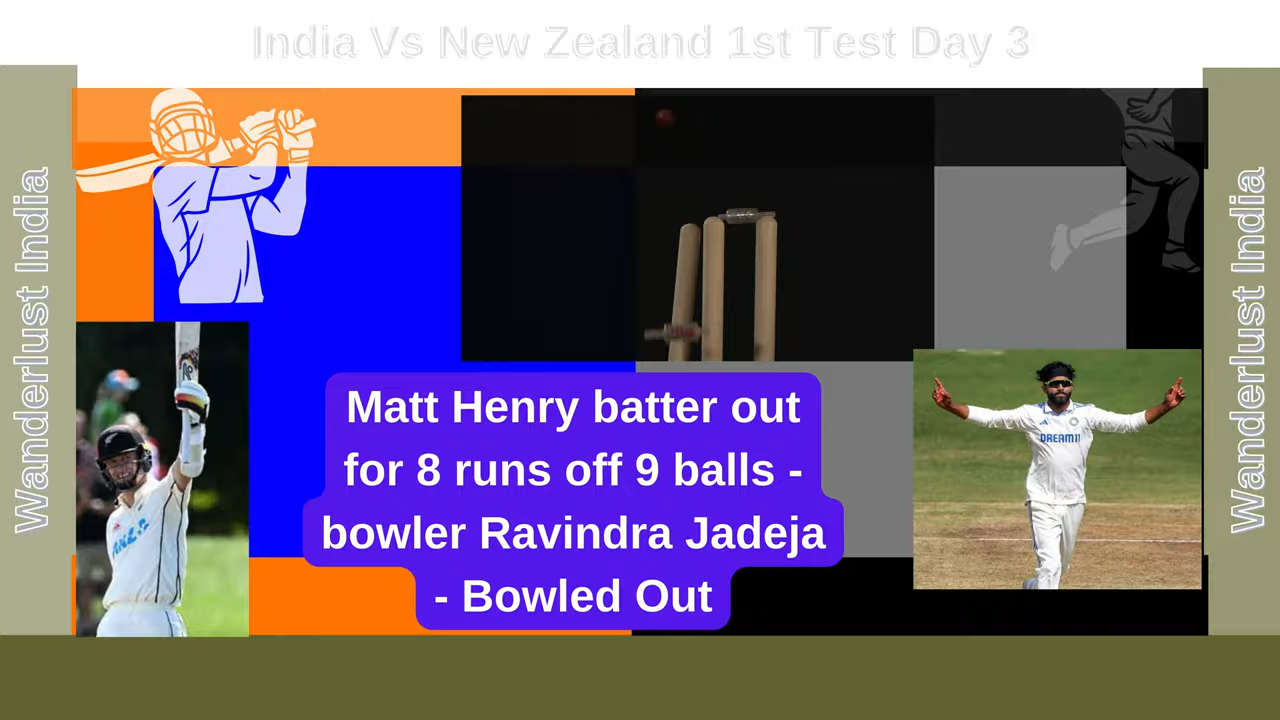 India Vs New Zealand 1st Test Day 3
Wanderlust India
Matt Henry batter out
for 8 runs off 9 balls -
bowler Ravindra Jadeja
- Bowled Out
DREAM11
Wanderlust India